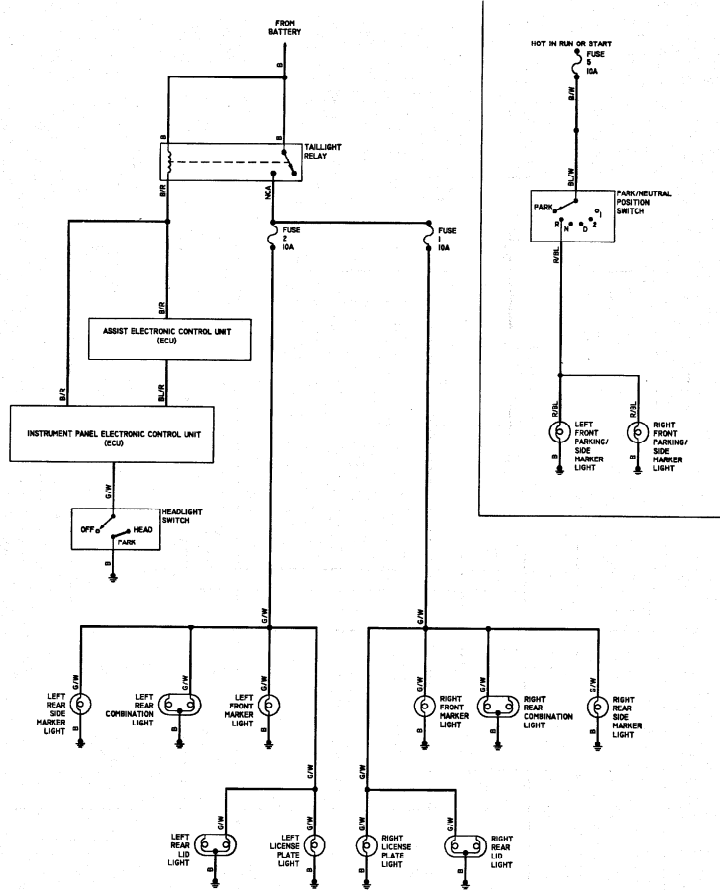 FROM
BATTERY
B
B
B
TAILLIGHT
RELAY
B/R
NCA
FUSE
2
10A
FUSE
1
10A
B/R
ASSIST ELECTRONIC CONTROL UNIT
(ECU)
B/R
BL/R
INSTRUMENT PANEL ELECTRONIC CONTROL UNIT
(ECU)
G/W
HEADLIGHT
SWITCH
OFF
HEAD
PARK
B
HOT IN RUN OR START
FUSE
5
10A
B/W
BL/W
PARK/NEUTRAL
POSITION
SWITCH
PARK
R
N
D
2
1
R/BL
R/BL
R/BL
LEFT
FRONT
PARKING/
SIDE
MARKER
LIGHT
B
RIGHT
FRONT
PARKING/
SIDE
MARKER
LIGHT
B
G/W
G/W
G/W
G/W
G/W
LEFT
REAR
SIDE
MARKER
LIGHT
B
LEFT
REAR
COMBINATION
LIGHT
B
LEFT
FRONT
MARKER
LIGHT
B
G/W
G/W
G/W
RIGHT
FRONT
MARKER
LIGHT
B
RIGHT
REAR
COMBINATION
LIGHT
B
RIGHT
REAR
SIDE
MARKER
LIGHT
B
G/W
G/W
G/W
G/W
G/W
G/W
LEFT
REAR
LID
LIGHT
B
LEFT
LICENSE
PLATE
LIGHT
B
RIGHT
LICENSE
PLATE
LIGHT
B
RIGHT
REAR
LID
LIGHT
B